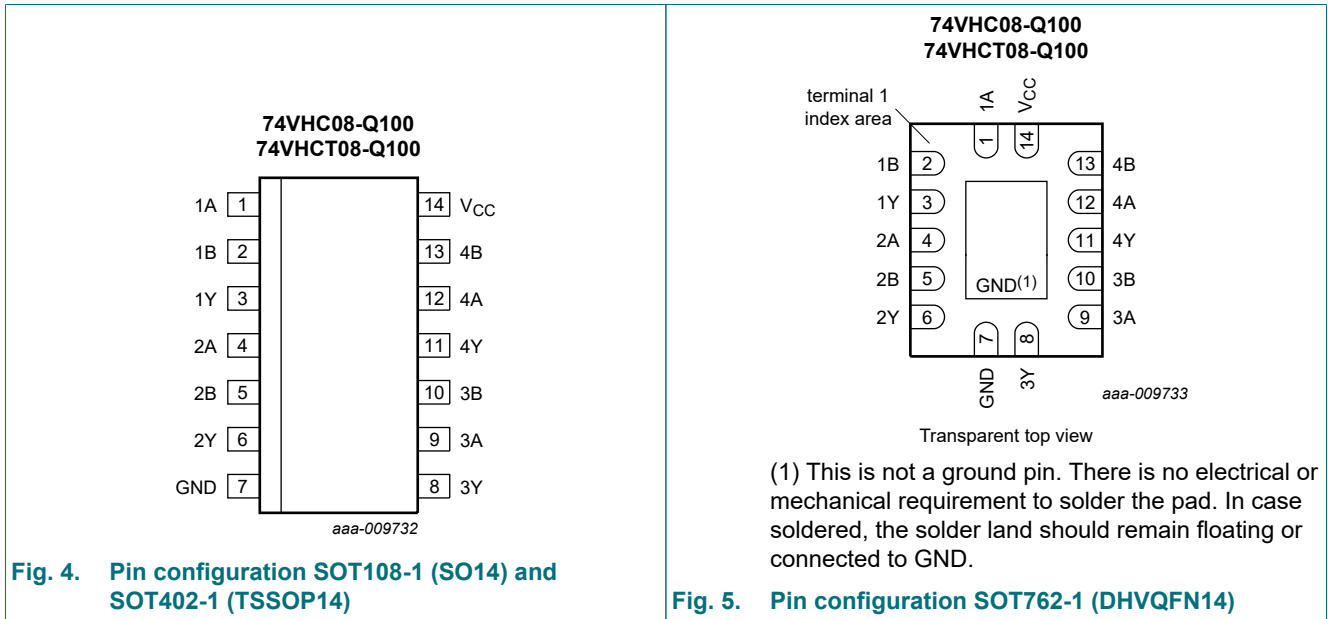 74VHC08-Q100
74VHCT08-Q100
1A 1
14 VCC
1B 2
13 4B
1Y 3
12 4A
2A 4
11 4Y
2B 5
10 3B
2Y 6
9 3A
GND 7
8 3Y
aaa-009732
Fig. 4. Pin configuration SOT108-1 (SO14) and
SOT402-1 (TSSOP14)
74VHC08-Q100
74VHCT08-Q100
terminal 1
index area
1A
VCC
1
14
1B 2
13 4B
1Y 3
12 4A
2A 4
11 4Y
2B 5
10 3B
2Y 6
9 3A
GND(1)
7
8
GND
3Y
aaa-009733
Transparent top view
(1) This is not a ground pin. There is no electrical or
mechanical requirement to solder the pad. In case
soldered, the solder land should remain floating or
connected to GND.
Fig. 5. Pin configuration SOT762-1 (DHVQFN14)